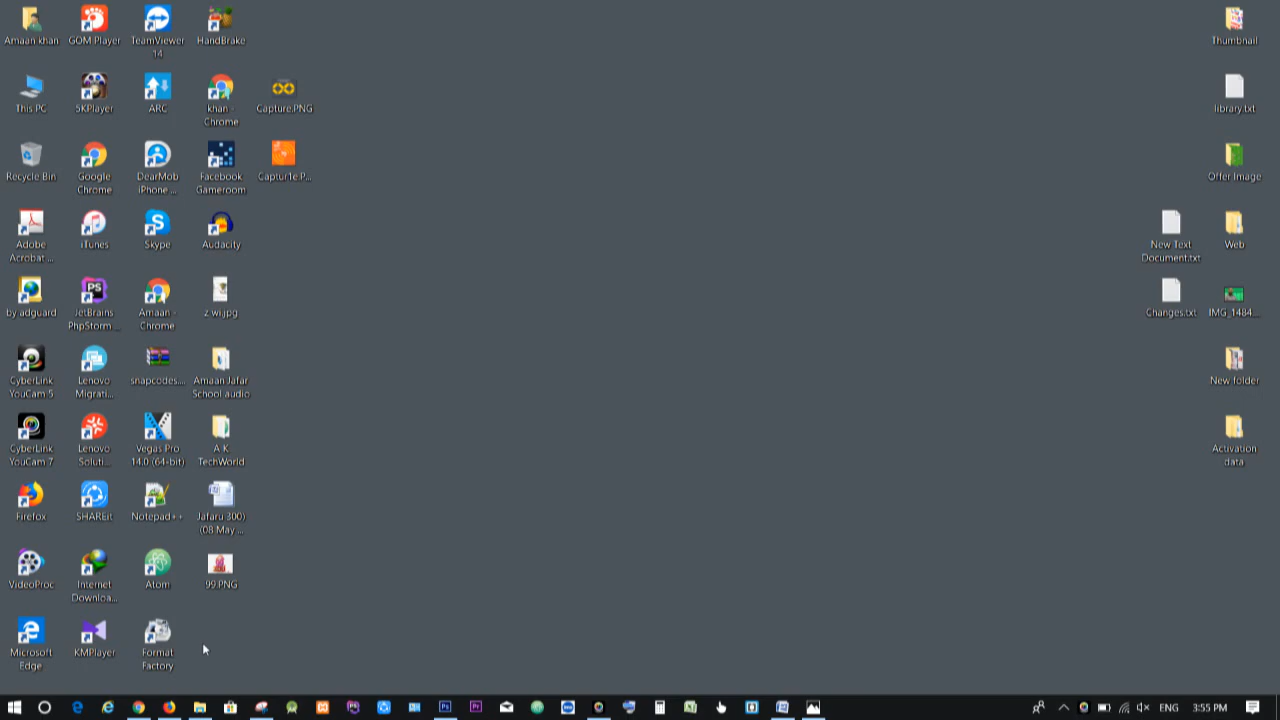 Amaan khan
GOM Player
TeamViewer
14
HandBrake
Thumbnail
This PC
5KPlayer
ARC
khan -
Chrome
Capture.PNG
library.txt
Recycle Bin
Google
Chrome
DearMob
iPhone ...
Facebook
Gameroom
Captur1e.P...
Offer Image
Adobe
Acrobat ...
iTunes
Skype
Audacity
New Text
Document.txt
Web
by adguard
JetBrains
PhpStorm ...
Amaan -
Chrome
z wi.jpg
Changes.txt
IMG_1484...
CyberLink
YouCam 5
Lenovo
Migrati...
snapcodes....
Amaan Jafar
School audio
New folder
CyberLink
YouCam 7
Lenovo
Soluti...
Vegas Pro
14.0 (64-bit)
A K
TechWorld
Activation
data
Firefox
SHAREit
Notepad++
Jafaru 300)
(08 May ...
VideoProc
Internet
Downloa...
Atom
99.PNG
Microsoft
Edge
KMPlayer
Format
Factory
ENG
3:55 PM